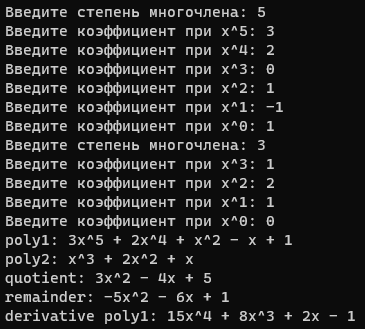 Введите степень многочлена: 5
Введите коэффициент при x^5: 3
Введите коэффициент при x^4: 2
Введите коэффициент при x^3: 0
Введите коэффициент при x^2: 1
Введите коэффициент при x^1: -1
Введите коэффициент при x^0: 1
Введите степень многочлена: 3
Введите коэффициент при x^3: 1
Введите коэффициент при x^2: 2
Введите коэффициент при x^1: 1
Введите коэффициент при x^0: 0
poly1: 3x^5 + 2x^4 + x^2 - x + 1
poly2: x^3 + 2x^2 + x
quotient: 3x^2 - 4x + 5
remainder: -5x^2 - 6x + 1
derivative poly1: 15x^4 + 8x^3 + 2x - 1